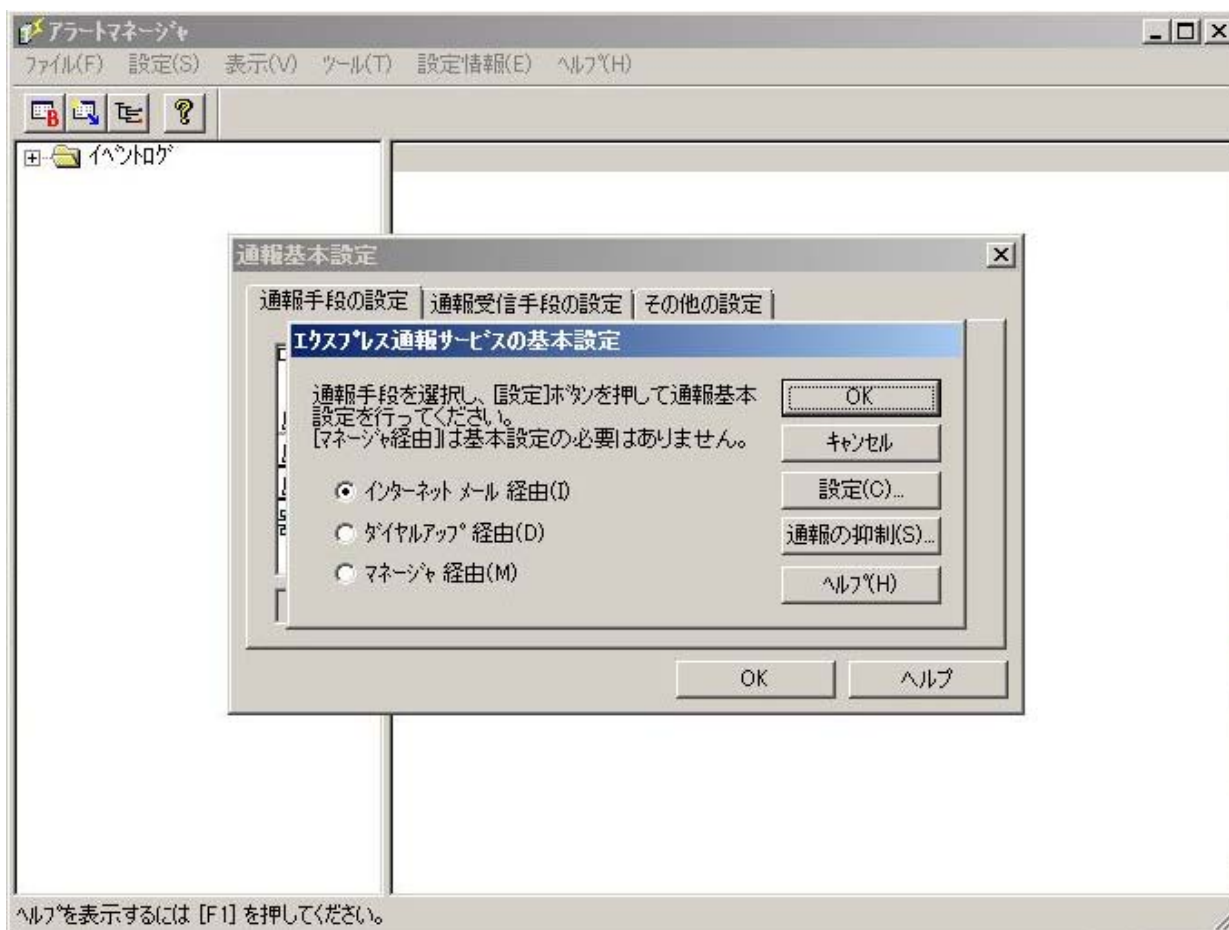 アラートマネージャ
ファイル(F) 設定(S) 表示(V) ツール(T) 設定情報(E) ヘルプ(H)
イベントログ
通報基本設定
通報手段の設定 通報受信手段の設定 その他の設定
エクスプレス通報サービスの基本設定
通報手段を選択し、[設定]ボタンを押して通報基本
設定を行ってください。
[マネージャ経由]は基本設定の必要はありません。
インターネット メール 経由(I)
ダイヤルアップ 経由(D)
マネージャ 経由(M)
OK
キャンセル
設定(C)...
通報の抑制(S)...
ヘルプ(H)
OK ヘルプ
ヘルプを表示するには [F1] を押してください。